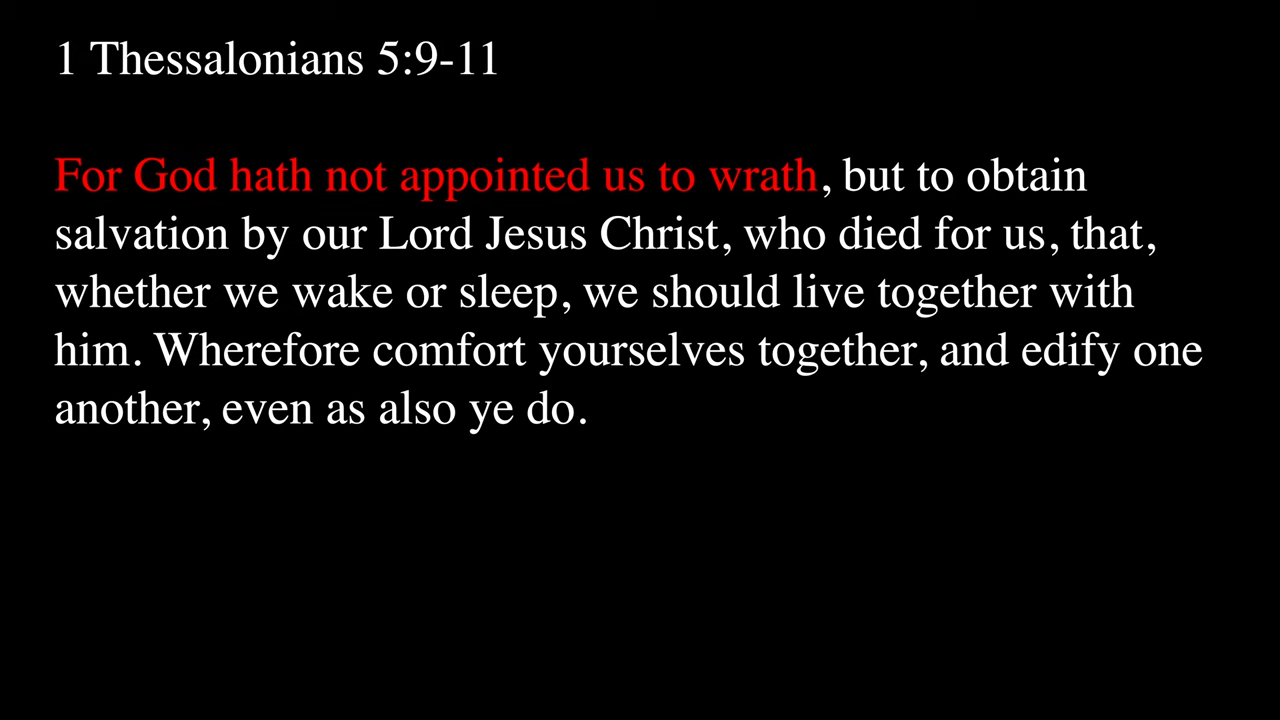 1 Thessalonians 5:9-11
For God hath not appointed us to wrath, but to obtain
salvation by our Lord Jesus Christ, who died for us, that,
whether we wake or sleep, we should live together with
him. Wherefore comfort yourselves together, and edify one
another, even as also ye do.